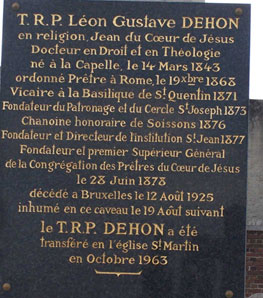 T.R.P. Léon Gustave DEHON
en religion, Jean du Cœur de Jésus
Docteur en Droit et en Théologie
né à la Capelle, le 14 Mars 1843
ordonné Prêtre à Rome, le 19 Xbre 1868
Vicaire à la Basilique de St Quentin 1871
Fondateur du Patronage et du Cercle St Joseph 1873
Chanoine honoraire de Soissons 1876
Fondateur et Directeur de l'institution St Jean 1877
Fondateur et premier Supérieur Général
de la Congrégation des Prêtres du Cœur de Jésus
le 28 Juin 1878
décédé à Bruxelles le 12 Août 1925
inhumé en ce caveau le 19 Août suivant
le T.R.P. DEHON a été
transféré en l'église St Martin
en Octobre 1963